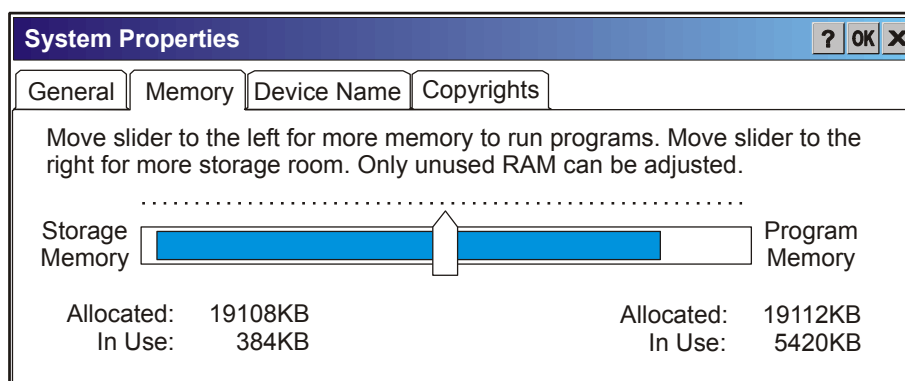 System Properties ? OK X
General Memory Device Name Copyrights
Move slider to the left for more memory to run programs. Move slider to the
right for more storage room. Only unused RAM can be adjusted.
Storage Memory
Program Memory
Allocated: 19108KB
In Use: 384KB
Allocated: 19112KB
In Use: 5420KB